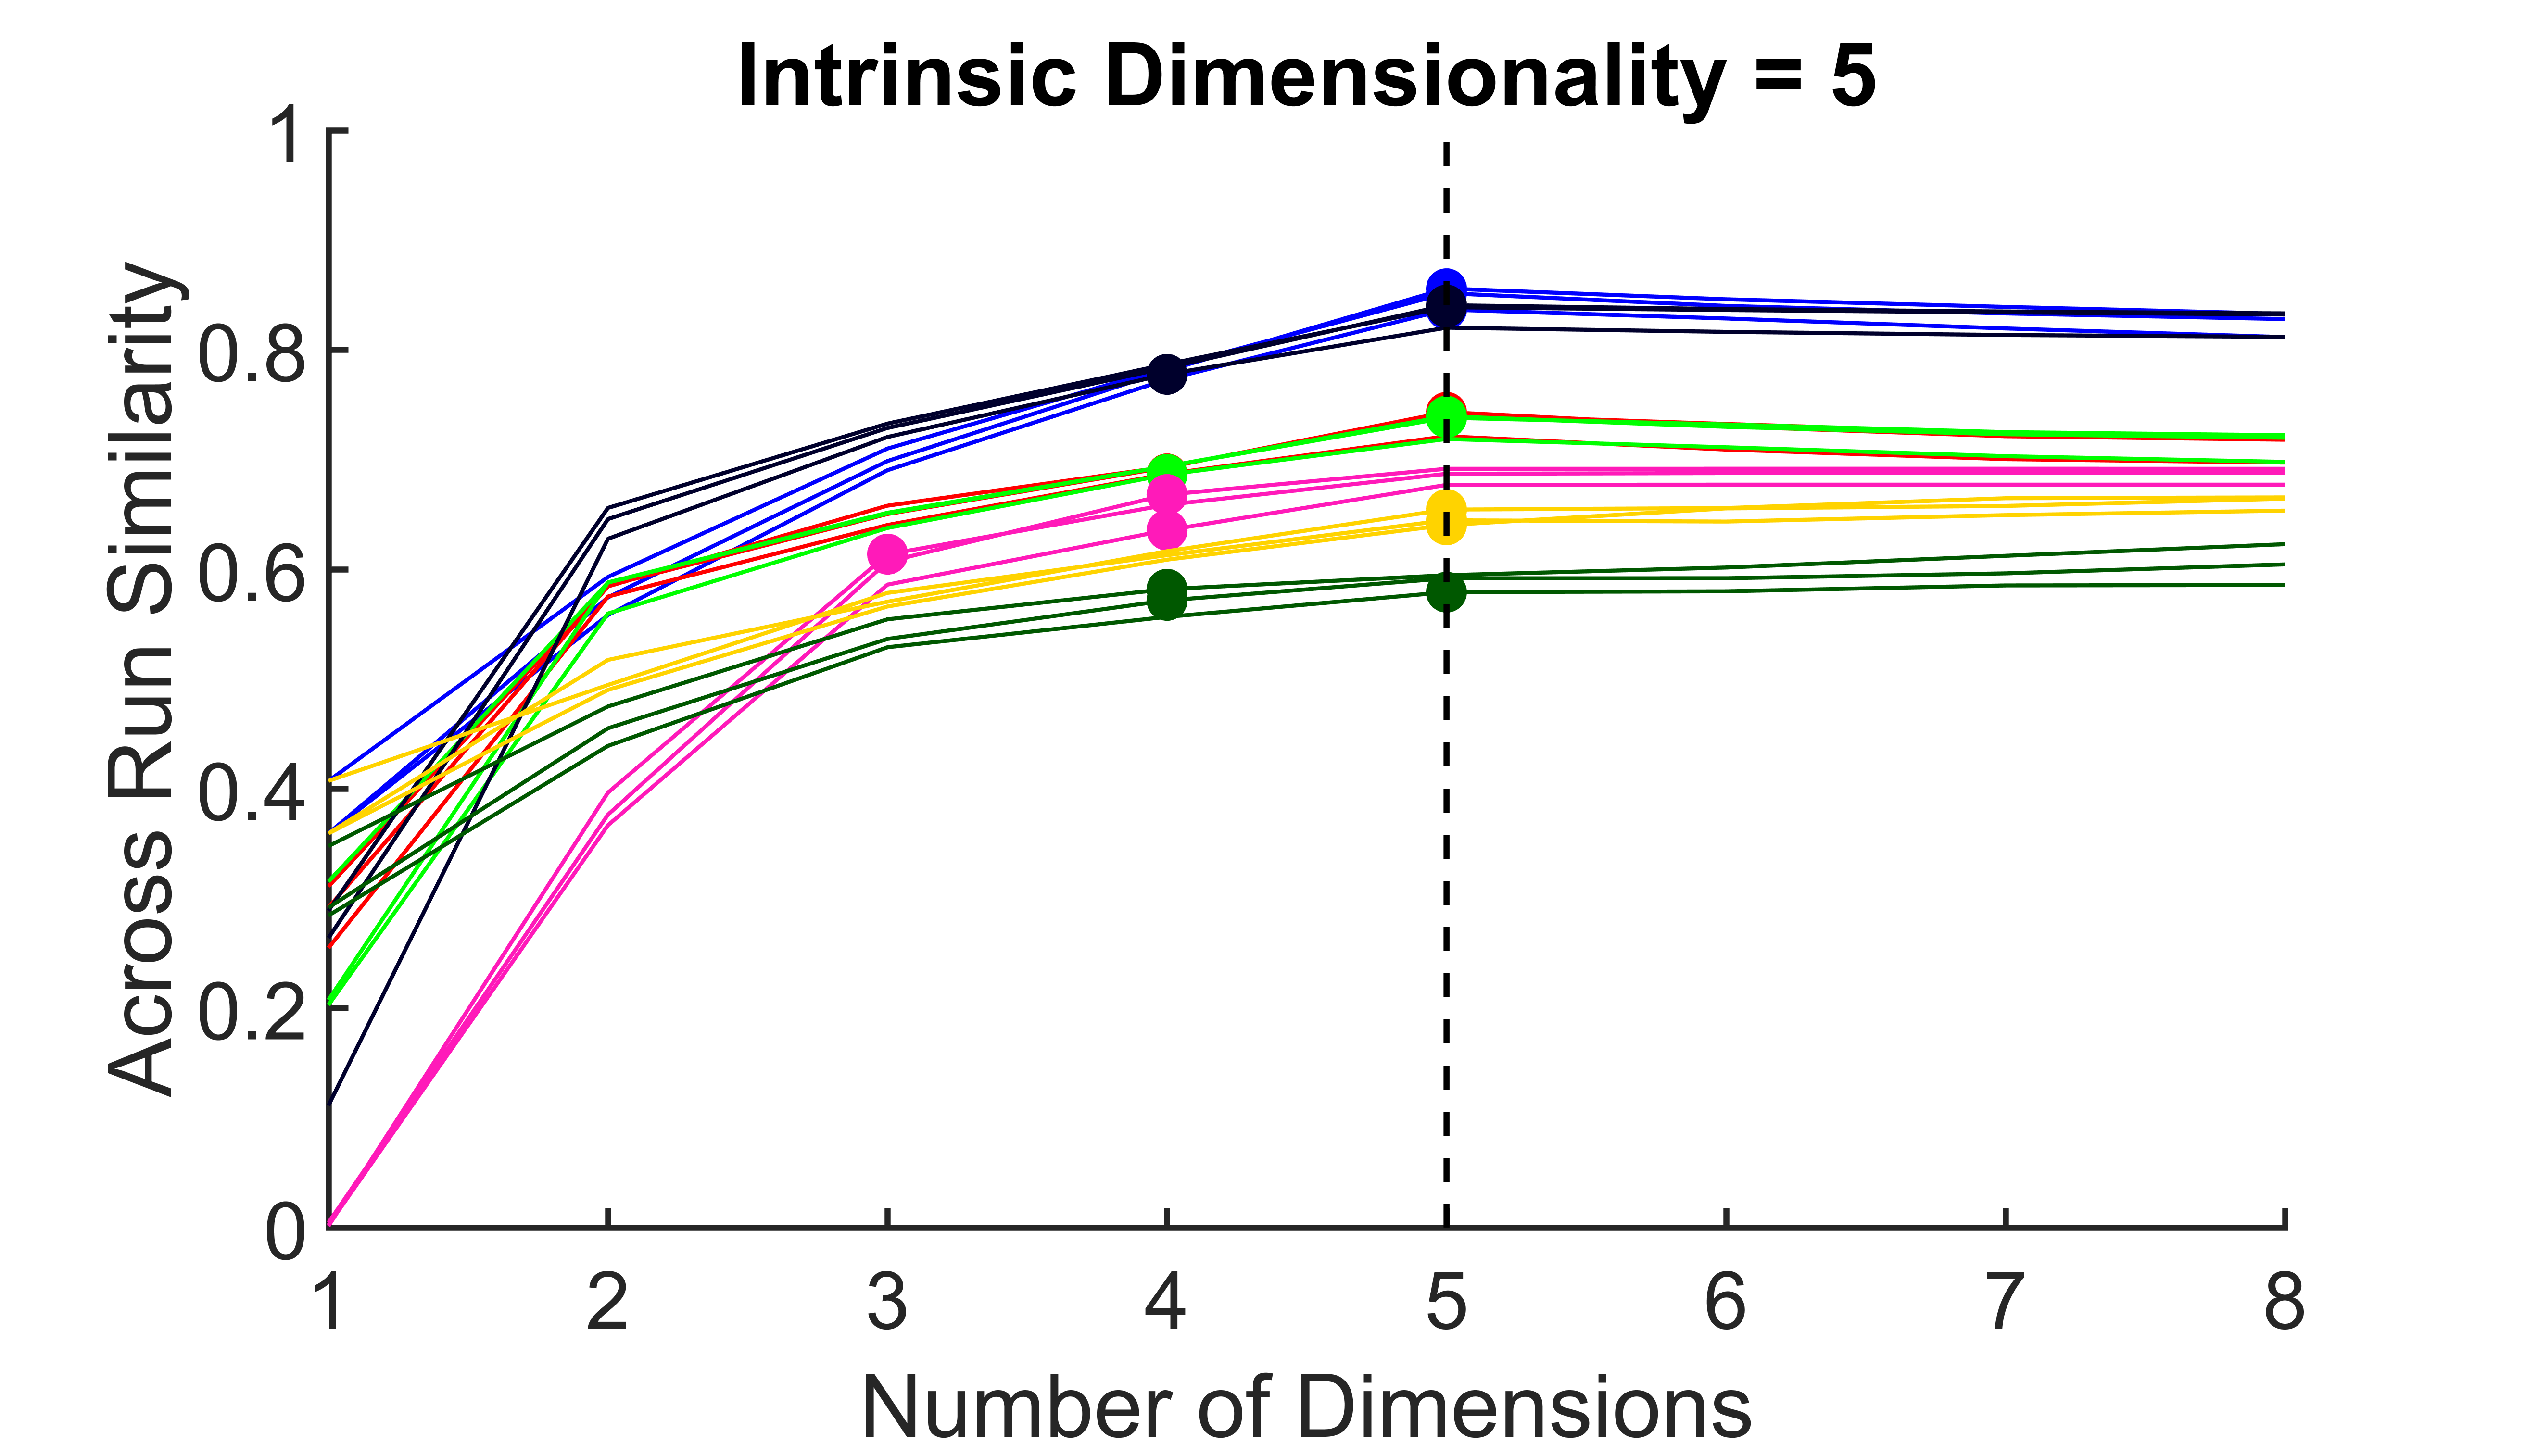 Intrinsic Dimensionality = 5
Across Run Similarity
1
0.8
0.6
0.4
0.2
0
1 2 3 4 5 6 7 8
Number of Dimensions